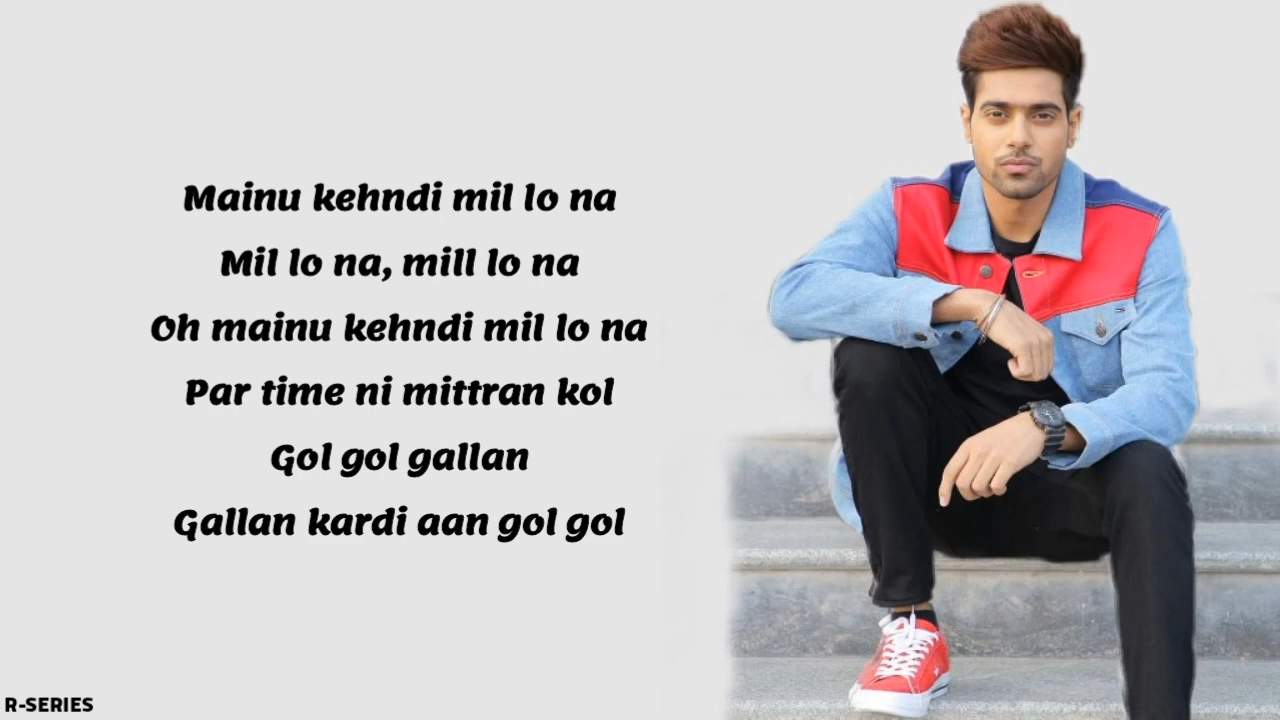 Mainu kehndi mil lo na
Mil lo na, mill lo na
Oh mainu kehndi mil lo na
Par time ni mittran kol
Gol gol gallan
Gallan kardi aan gol gol
R-SERIES